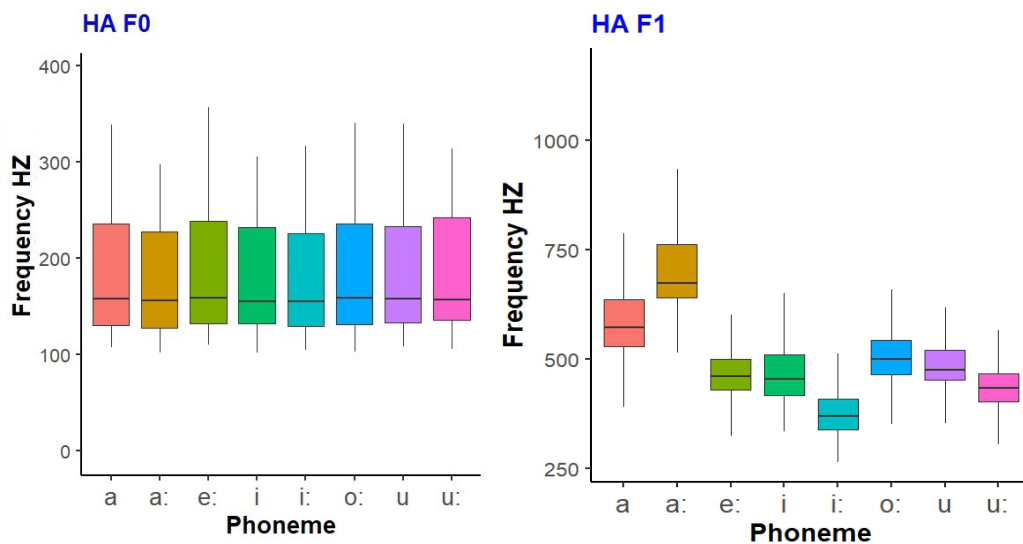 HA F0
Frequency HZ
400
300
200
100
0
a a: e: i i: o: u u:
Phoneme
HA F1
Frequency HZ
1000
750
500
250
a a: e: i i: o: u u:
Phoneme